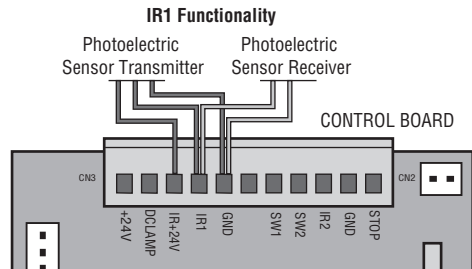 IR1 Functionality
Photoelectric
Sensor Transmitter
Photoelectric
Sensor Receiver
CONTROL BOARD
CN3
CN2
+24V
DCLAMP
IR+24V
IR1
GND
SW1
SW2
IR2
GND
STOP